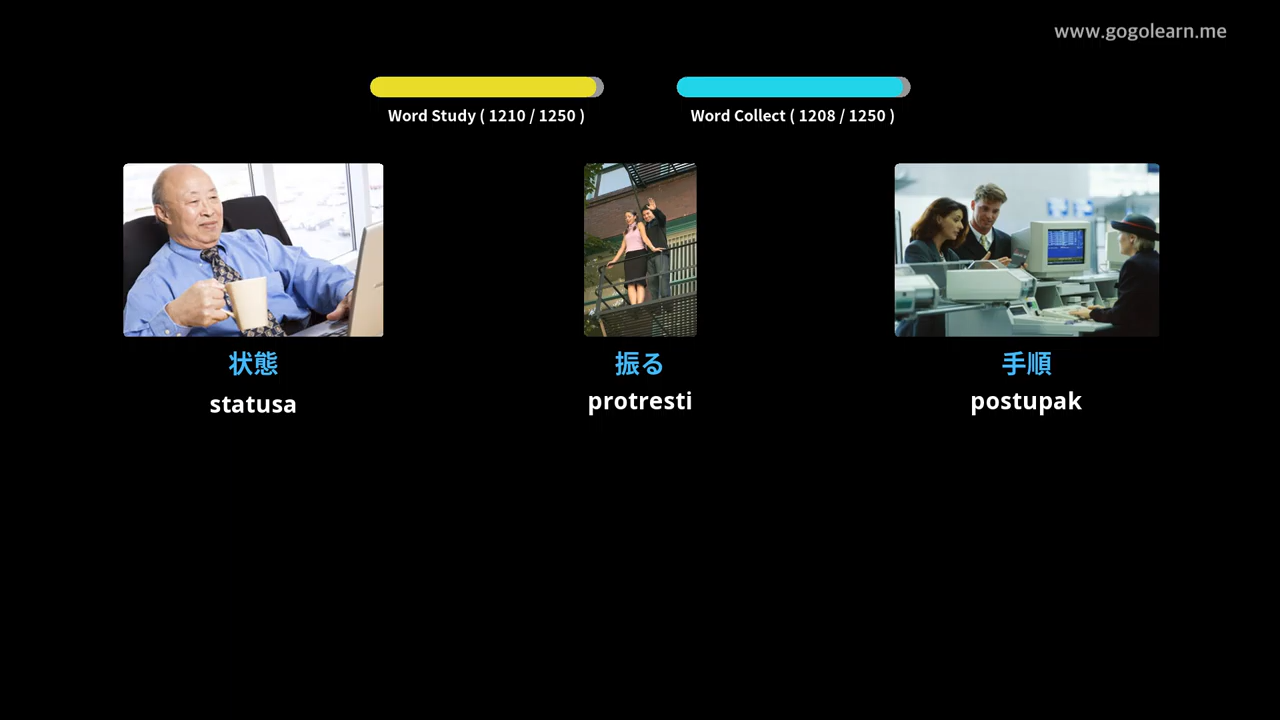 www.gogolearn.me
Word Study ( 1210 / 1250 )
Word Collect ( 1208 / 1250 )
状態
振る
手順
statusa
protresti
postupak